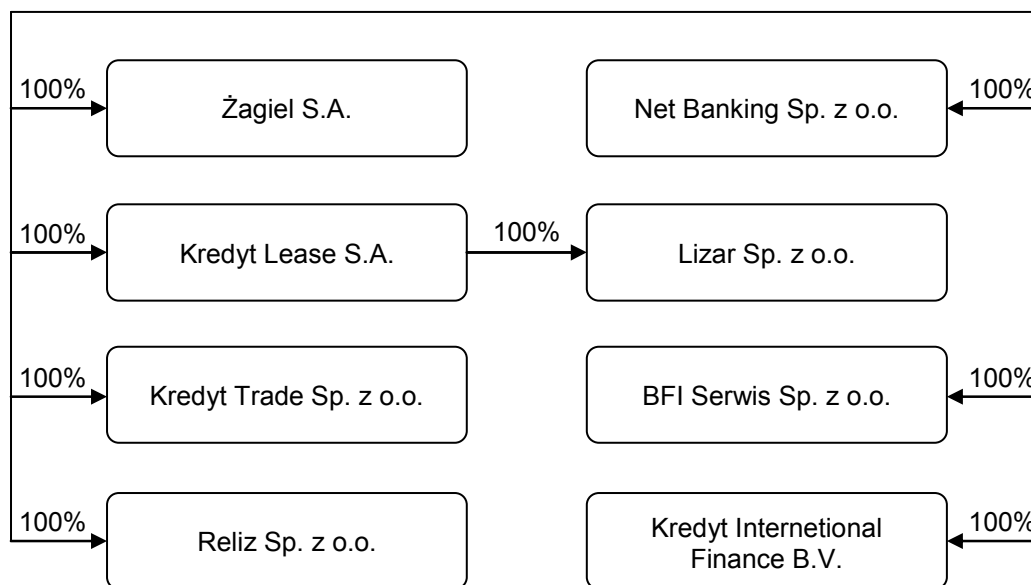 100%
Żagiel S.A.
Net Banking Sp. z o.o.
100%
100%
Kredyt Lease S.A.
100%
Lizar Sp. z o.o.
100%
Kredyt Trade Sp. z o.o.
BFI Serwis Sp. z o.o.
100%
100%
Reliz Sp. z o.o.
Kredyt Internetional
Finance B.V.
100%